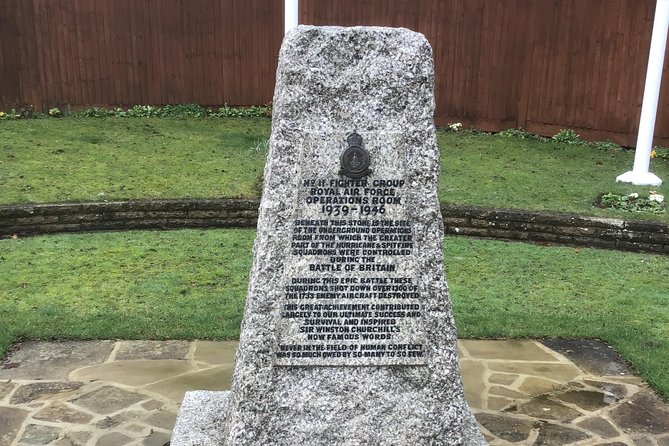 Nº 11 FIGHTER GROUP
ROYAL AIR FORCE
OPERATIONS ROOM
1939-1946
BENEATH THIS STONE IS THE SITE
OF THE UNDERGROUND OPERATIONS
ROOM FROM WHICH THE GREATER
PART OF THE HURRICANE & SPITFIRE
SQUADRONS WERE CONTROLLED
DURING THE
BATTLE OF BRITAIN
DURING THIS EPIC BATTLE THESE
SQUADRONS SHOT DOWN OVER 1300 OF
THE 1733 ENEMY AIRCRAFT DESTROYED
THIS GREAT ACHIEVEMENT CONTRIBUTED
LARGELY TO OUR ULTIMATE SUCCESS AND
SURVIVAL AND INSPIRED
SIR WINSTON CHURCHILL'S
NOW FAMOUS WORDS
"NEVER IN THE FIELD OF HUMAN CONFLICT
WAS SO MUCH OWED BY SO MANY TO SO FEW."